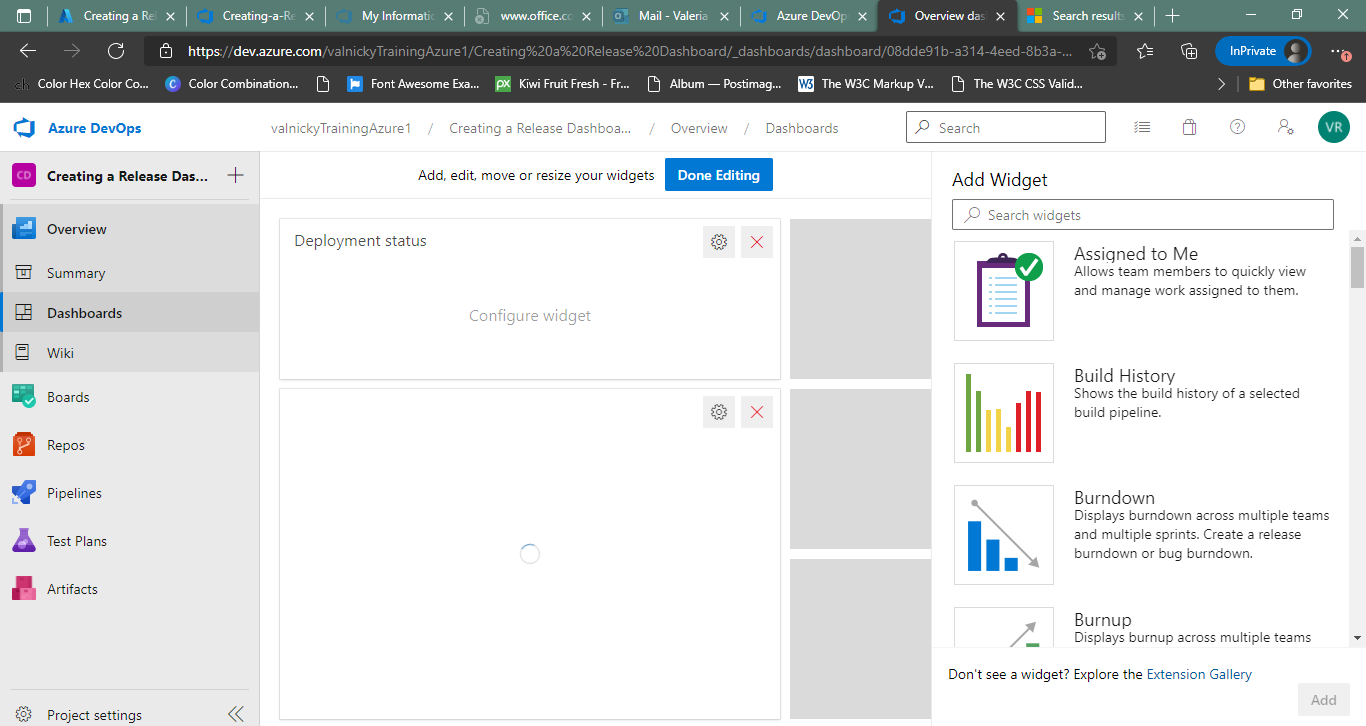 Creating a Rel
Creating-a-Re
My Informatic
www.office.co
Mail - Valeria
Azure DevOp
Overview das
Search results
https://dev.azure.com/valnickyTrainingAzure1/Creating%20a%20Release%20Dashboard/_dashboards/dashboard/08dde91b-a314-4eed-8b3a-...
InPrivate
Color Hex Color Co...
Color Combination...
Font Awesome Exa...
px
Kiwi Fruit Fresh - Fr...
Album — Postimag...
W3
The W3C Markup V...
The W3C CSS Valid...
Other favorites
Azure DevOps
valnickyTrainingAzure1 / Creating a Release Dashboa... / Overview / Dashboards
Search
VR
CD
Creating a Release Das...
Overview
Summary
Dashboards
Wiki
Boards
Repos
Pipelines
Test Plans
Artifacts
Project settings
Add, edit, move or resize your widgets
Done Editing
Deployment status
Configure widget
Add Widget
Search widgets
Assigned to Me
Allows team members to quickly view
and manage work assigned to them.
Build History
Shows the build history of a selected
build pipeline.
Burndown
Displays burndown across multiple teams
and multiple sprints. Create a release
burndown or bug burndown.
Burnup
Displays burnup across multiple teams
Don't see a widget? Explore the Extension Gallery
Add